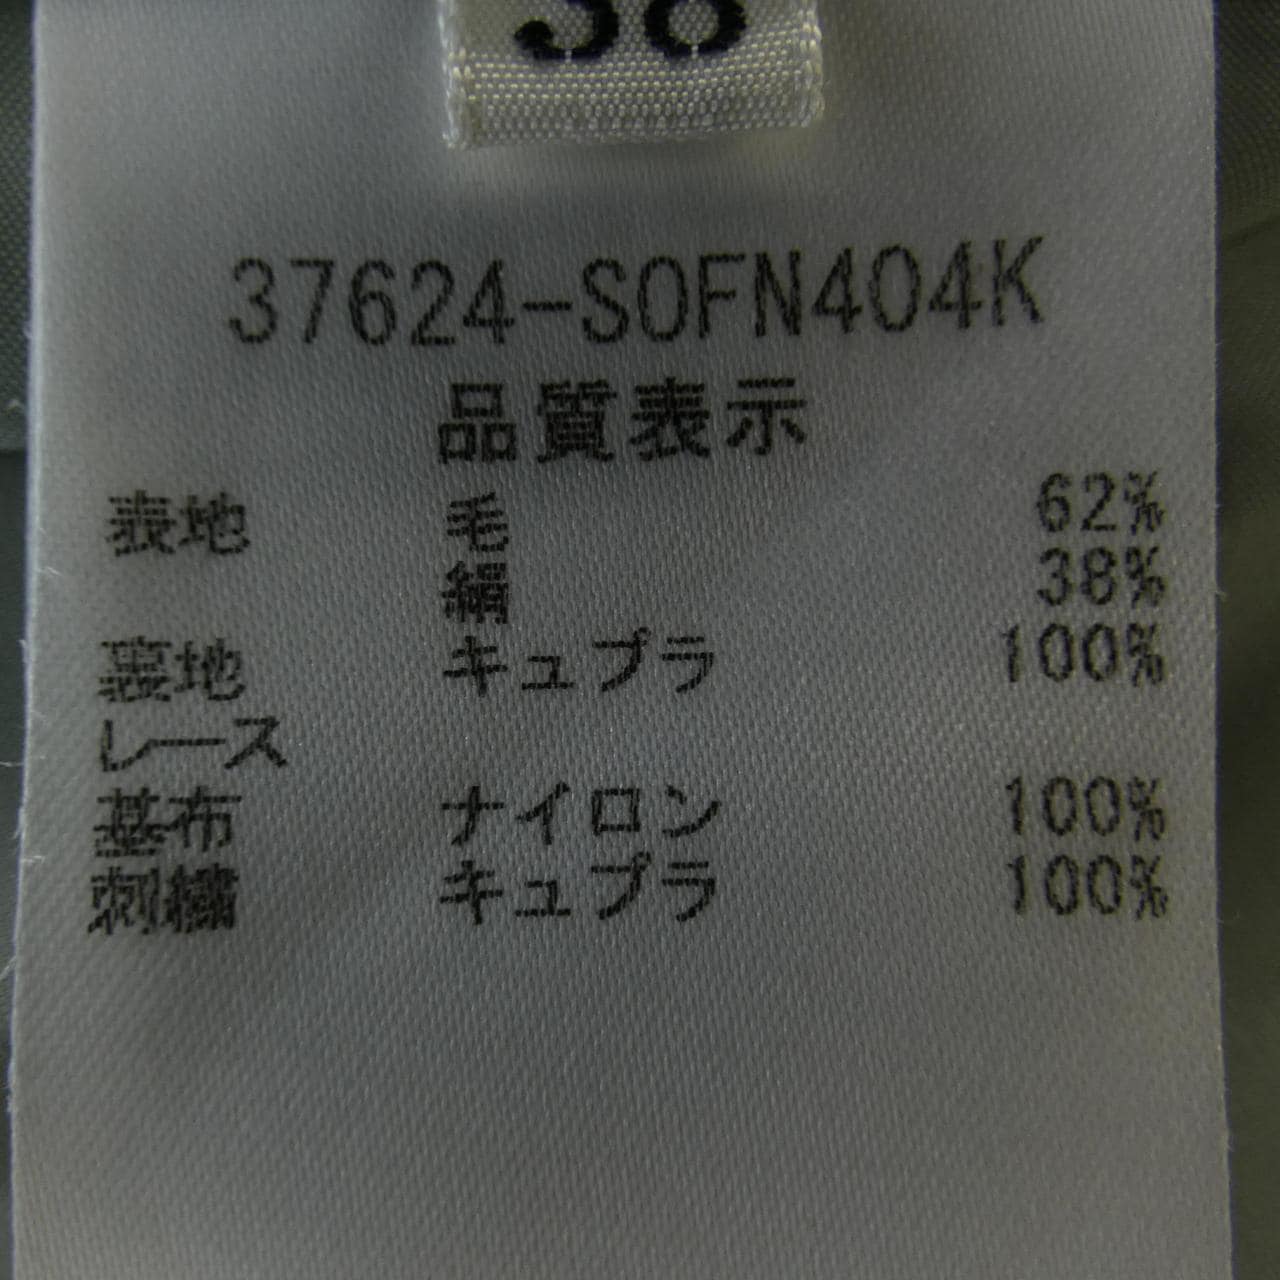 38
37624-SOFN404K
品質表示
表地 毛 62%
絹 38%
裏地 キュプラ 100%
レース
基布 ナイロン 100%
刺繍 キュプラ 100%